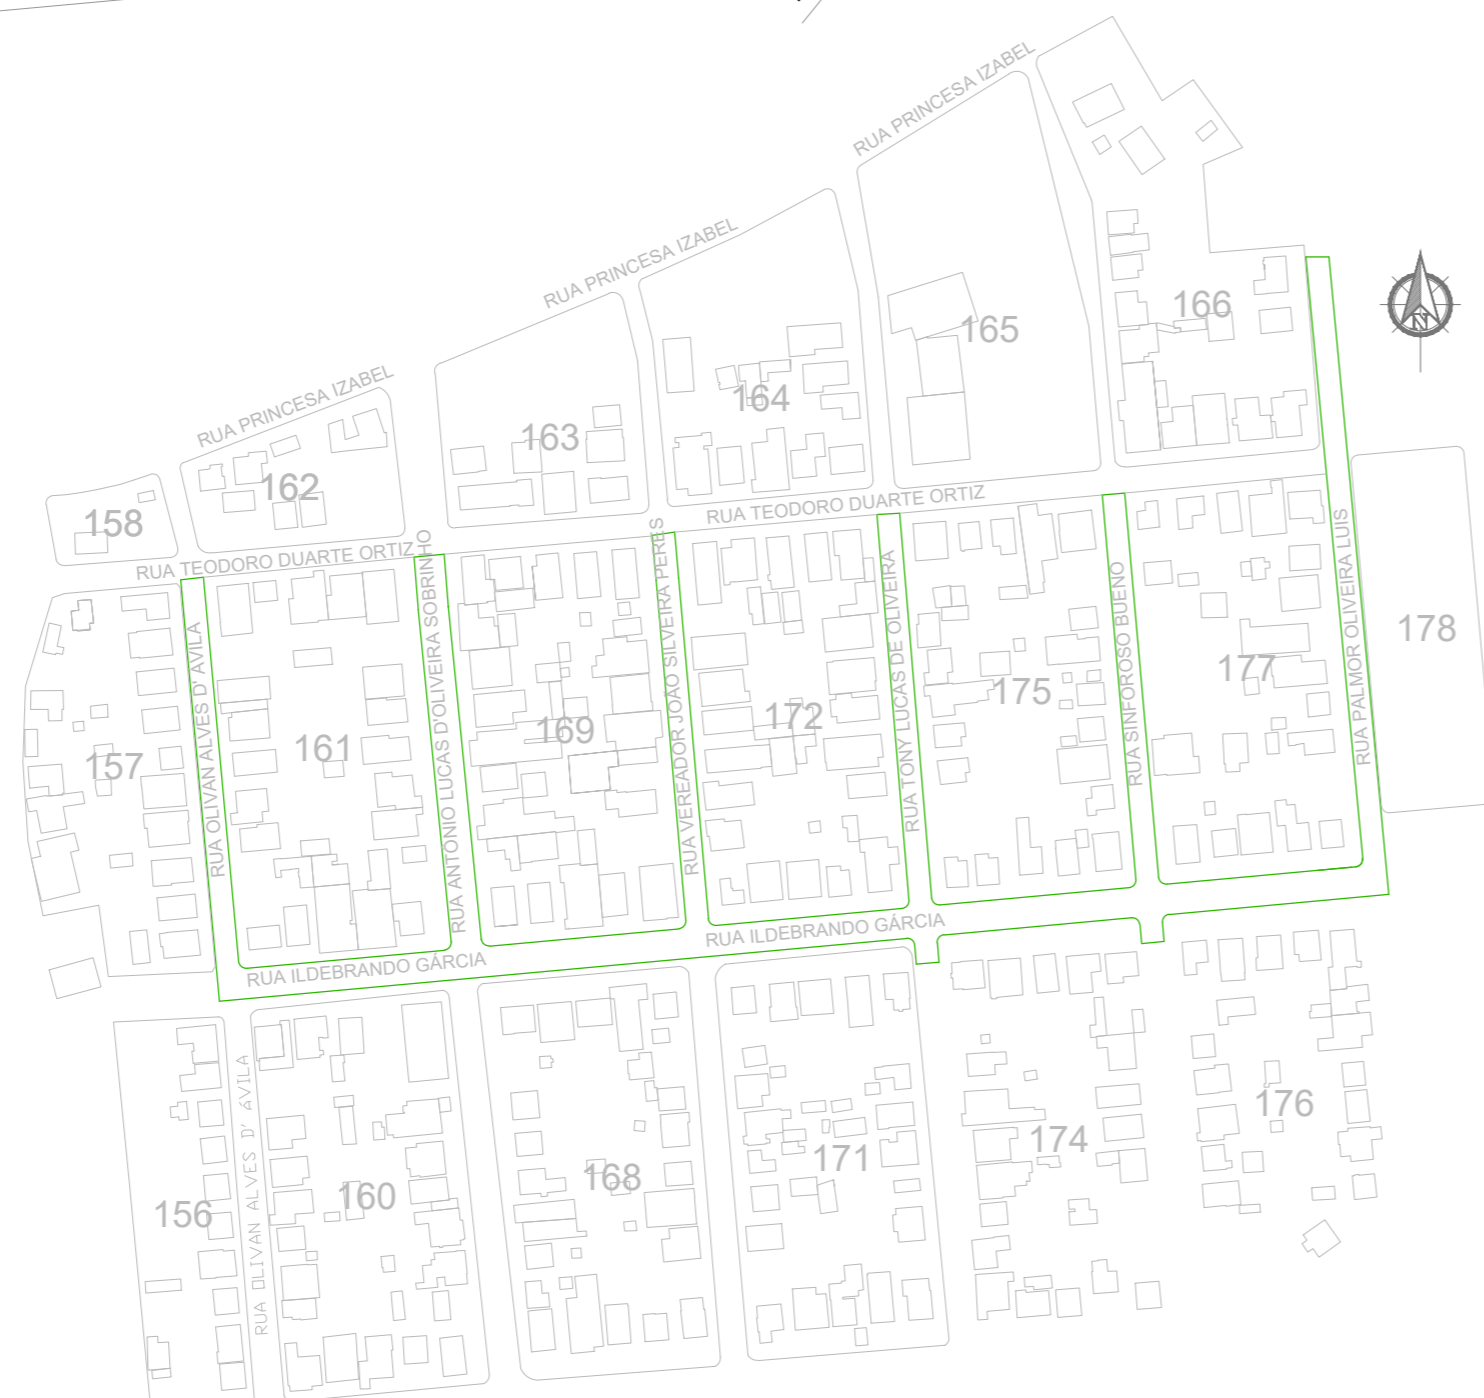 RUA PRINCESA IZABEL
RUA PRINCESA IZABEL
RUA PRINCESA IZABEL
166
165
N
164
163
162
158
RUA TEODORO DUARTE ORTIZ
RUA TEODORO DUARTE ORTIZ
RUA OLIVAN ALVES D' AVILA
RUA ANTONIO LUCAS D'OLIVEIRA SOBRINHO
RUA VEREADOR JOAO SILVEIRA PERES
RUA TONY LUCAS DE OLIVEIRA
RUA SINFOROSO BUENO
RUA PALMOR OLIVEIRA LUIS
178
177
175
172
169
161
157
RUA ILDEBRANDO GÁRCIA
RUA ILDEBRANDO GÁRCIA
RUA OLIVAN ALVES D' ÁVILA
156
160
168
171
174
176